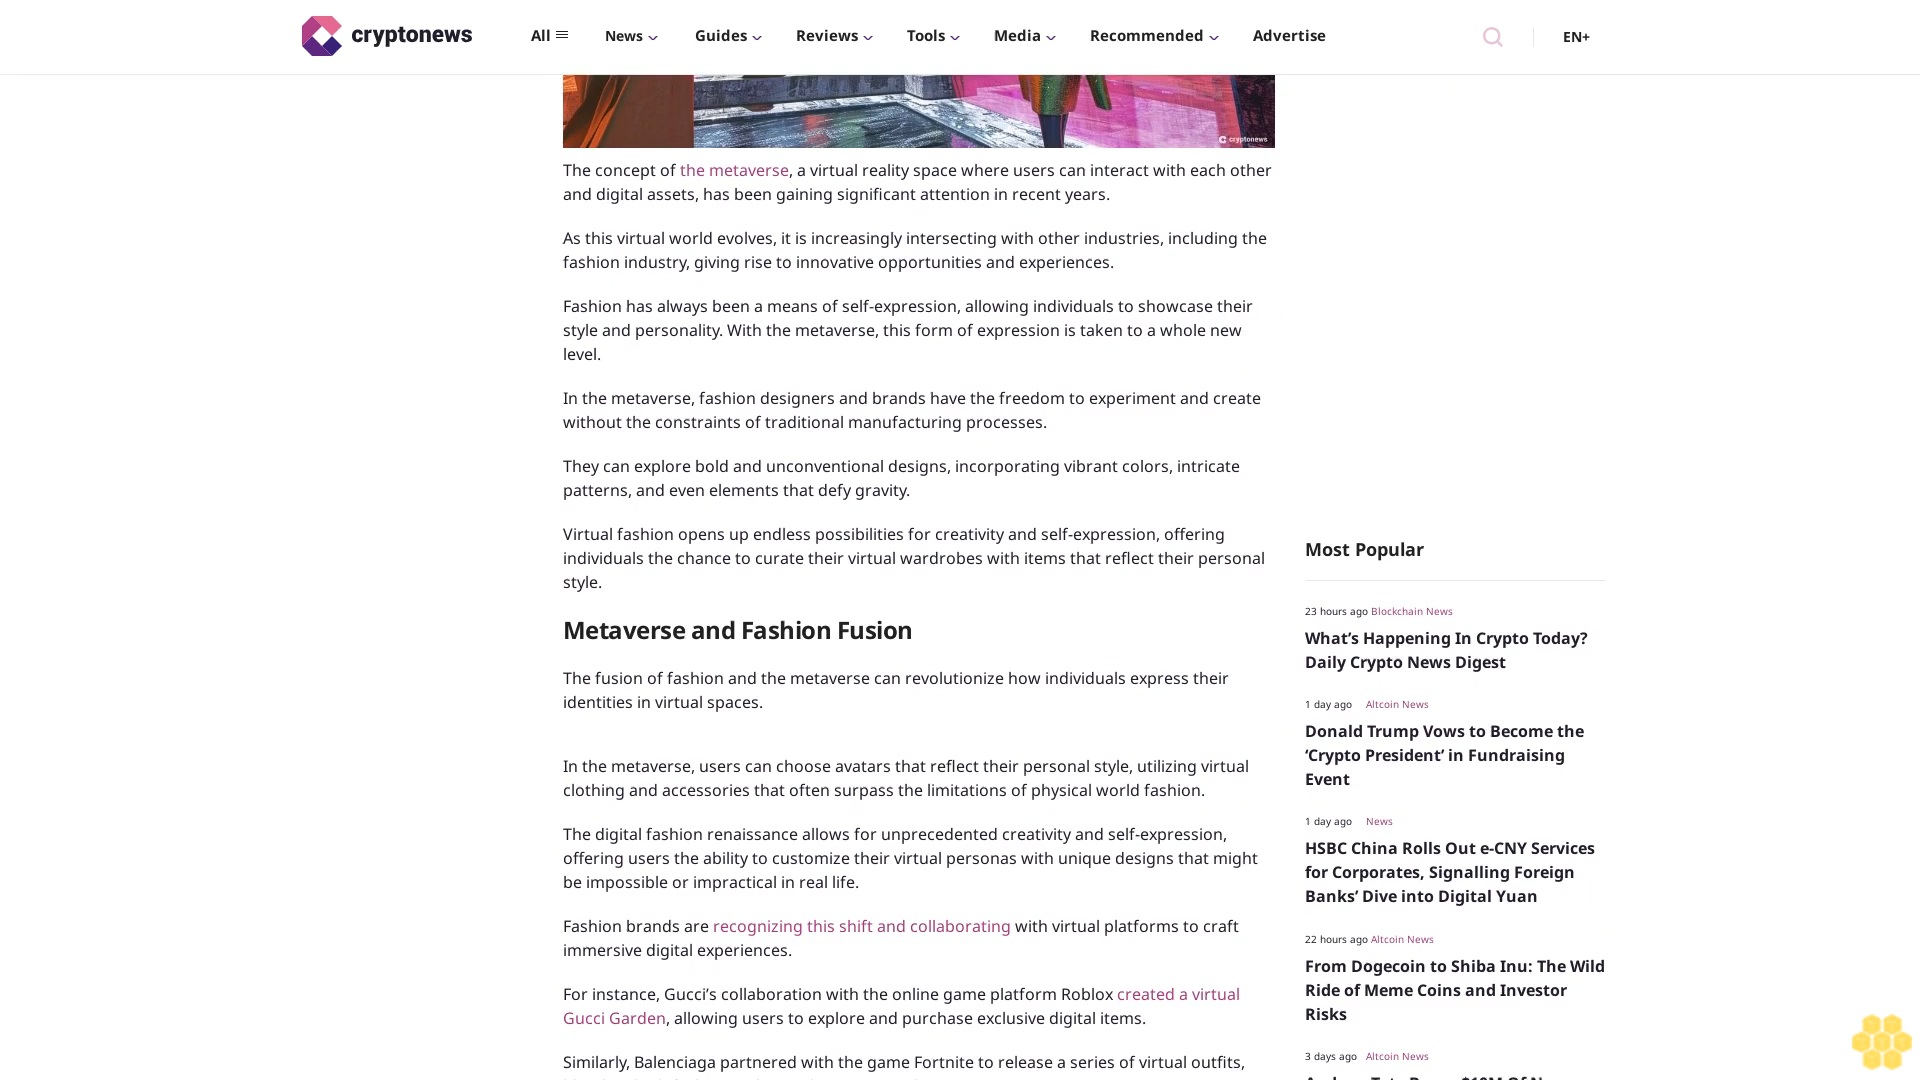 cryptonews
All
News
Guides
Reviews
Tools
Media
Recommended
Advertise
EN+
cryptonews
The concept of the metaverse, a virtual reality space where users can interact with each other
and digital assets, has been gaining significant attention in recent years.
As this virtual world evolves, it is increasingly intersecting with other industries, including the
fashion industry, giving rise to innovative opportunities and experiences.
Fashion has always been a means of self-expression, allowing individuals to showcase their
style and personality. With the metaverse, this form of expression is taken to a whole new
level.
In the metaverse, fashion designers and brands have the freedom to experiment and create
without the constraints of traditional manufacturing processes.
They can explore bold and unconventional designs, incorporating vibrant colors, intricate
patterns, and even elements that defy gravity.
Virtual fashion opens up endless possibilities for creativity and self-expression, offering
individuals the chance to curate their virtual wardrobes with items that reflect their personal
style.
Metaverse and Fashion Fusion
The fusion of fashion and the metaverse can revolutionize how individuals express their
identities in virtual spaces.
In the metaverse, users can choose avatars that reflect their personal style, utilizing virtual
clothing and accessories that often surpass the limitations of physical world fashion.
The digital fashion renaissance allows for unprecedented creativity and self-expression,
offering users the ability to customize their virtual personas with unique designs that might
be impossible or impractical in real life.
Fashion brands are recognizing this shift and collaborating with virtual platforms to craft
immersive digital experiences.
For instance, Gucci’s collaboration with the online game platform Roblox created a virtual
Gucci Garden, allowing users to explore and purchase exclusive digital items.
Similarly, Balenciaga partnered with the game Fortnite to release a series of virtual outfits,
Most Popular
23 hours ago Blockchain News
What’s Happening In Crypto Today?
Daily Crypto News Digest
1 day ago Altcoin News
Donald Trump Vows to Become the
‘Crypto President’ in Fundraising
Event
1 day ago News
HSBC China Rolls Out e-CNY Services
for Corporates, Signalling Foreign
Banks’ Dive into Digital Yuan
22 hours ago Altcoin News
From Dogecoin to Shiba Inu: The Wild
Ride of Meme Coins and Investor
Risks
3 days ago Altcoin News